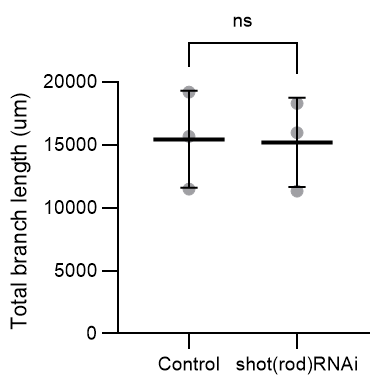 ns
Total branch length (um)
20000
15000
10000
5000
0
Control
shot(rod)RNAi